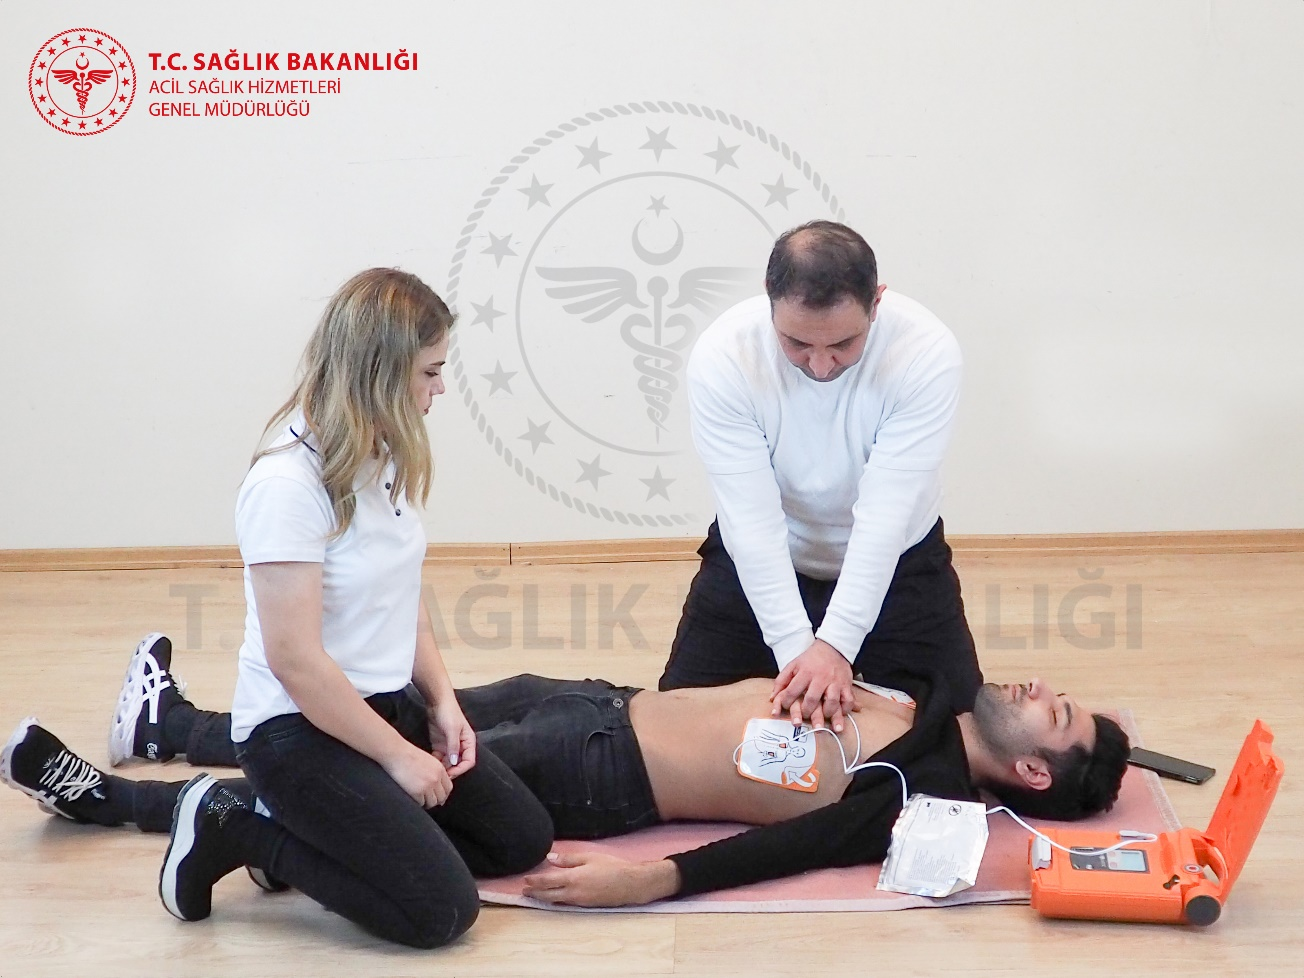 T.C. SAĞLIK BAKANLIĞI
ACİL SAĞLIK HİZMETLERİ
GENEL MÜDÜRLÜĞÜ